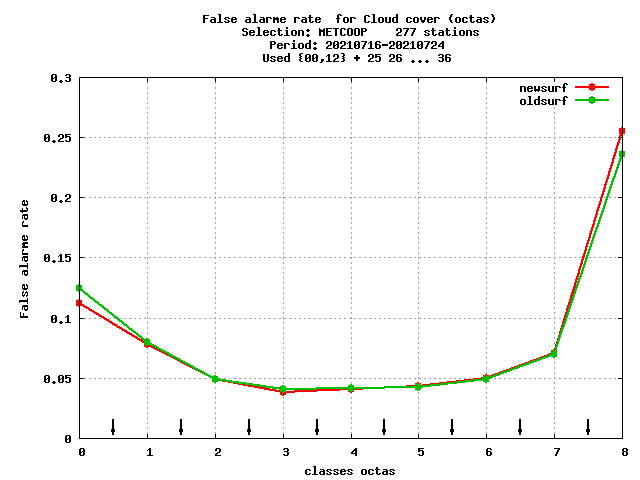 False alarme rate  for Cloud cover (octas)
Selection: METCOOP    277 stations
Period: 20210716-20210724
Used {00,12} + 25 26 ... 36
newsurf
oldsurf
0.3
0.25
0.2
0.15
0.1
0.05
0
False alarme rate
0 1 2 3 4 5 6 7 8
classes octas